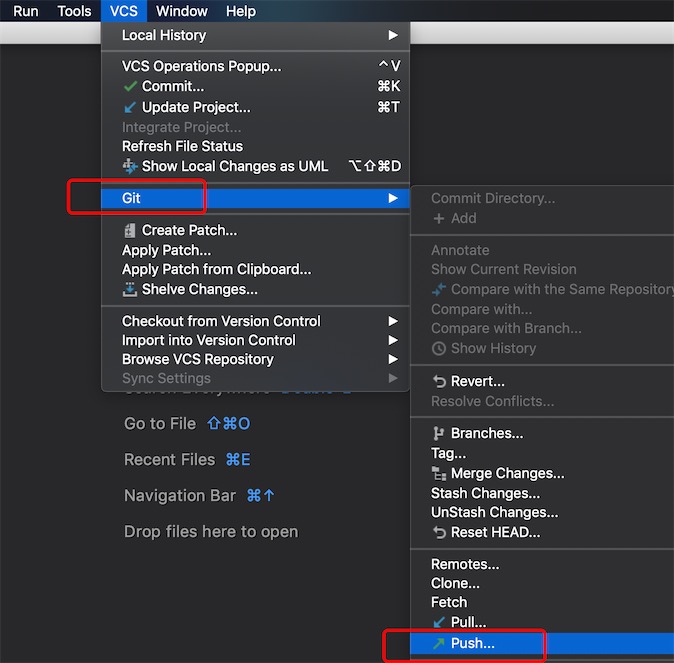 Run Tools VCS Window Help
Local History
VCS Operations Popup... ⌃V
Commit... ⌘K
Update Project... ⌘T
Integrate Project...
Refresh File Status
Show Local Changes as UML ⌥⇧⌘D
Git
Create Patch...
Apply Patch...
Apply Patch from Clipboard...
Shelve Changes...
Checkout from Version Control
Import into Version Control
Browse VCS Repository
Sync Settings
Go to File ⇧⌘O
Recent Files ⌘E
Navigation Bar ⌘↑
Drop files here to open
Commit Directory...
+ Add
Annotate
Show Current Revision
Compare with the Same Repository
Compare with...
Compare with Branch...
Show History
Revert...
Resolve Conflicts...
Branches...
Tag...
Merge Changes...
Stash Changes...
UnStash Changes...
Reset HEAD...
Remotes...
Clone...
Fetch
Pull...
Push...